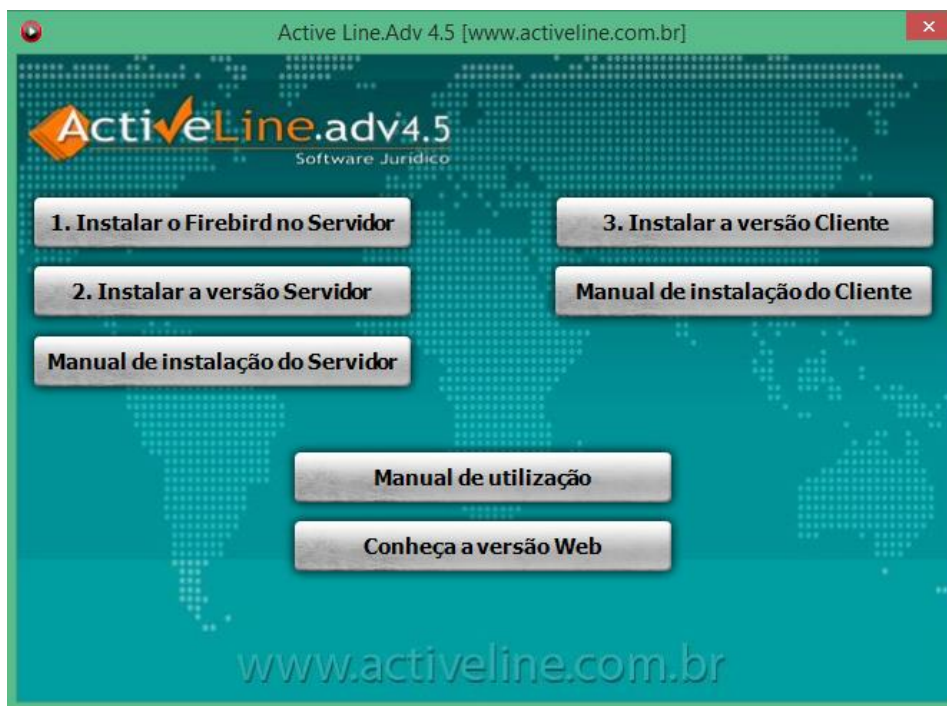 Active Line.Adv 4.5 [www.activeline.com.br]
ActiveLine.adv4.5
Software Jurídico
1. Instalar o Firebird no Servidor
2. Instalar a versão Servidor
Manual de instalação do Servidor
3. Instalar a versão Cliente
Manual de instalação do Cliente
Manual de utilização
Conheça a versão Web
www.activeline.com.br